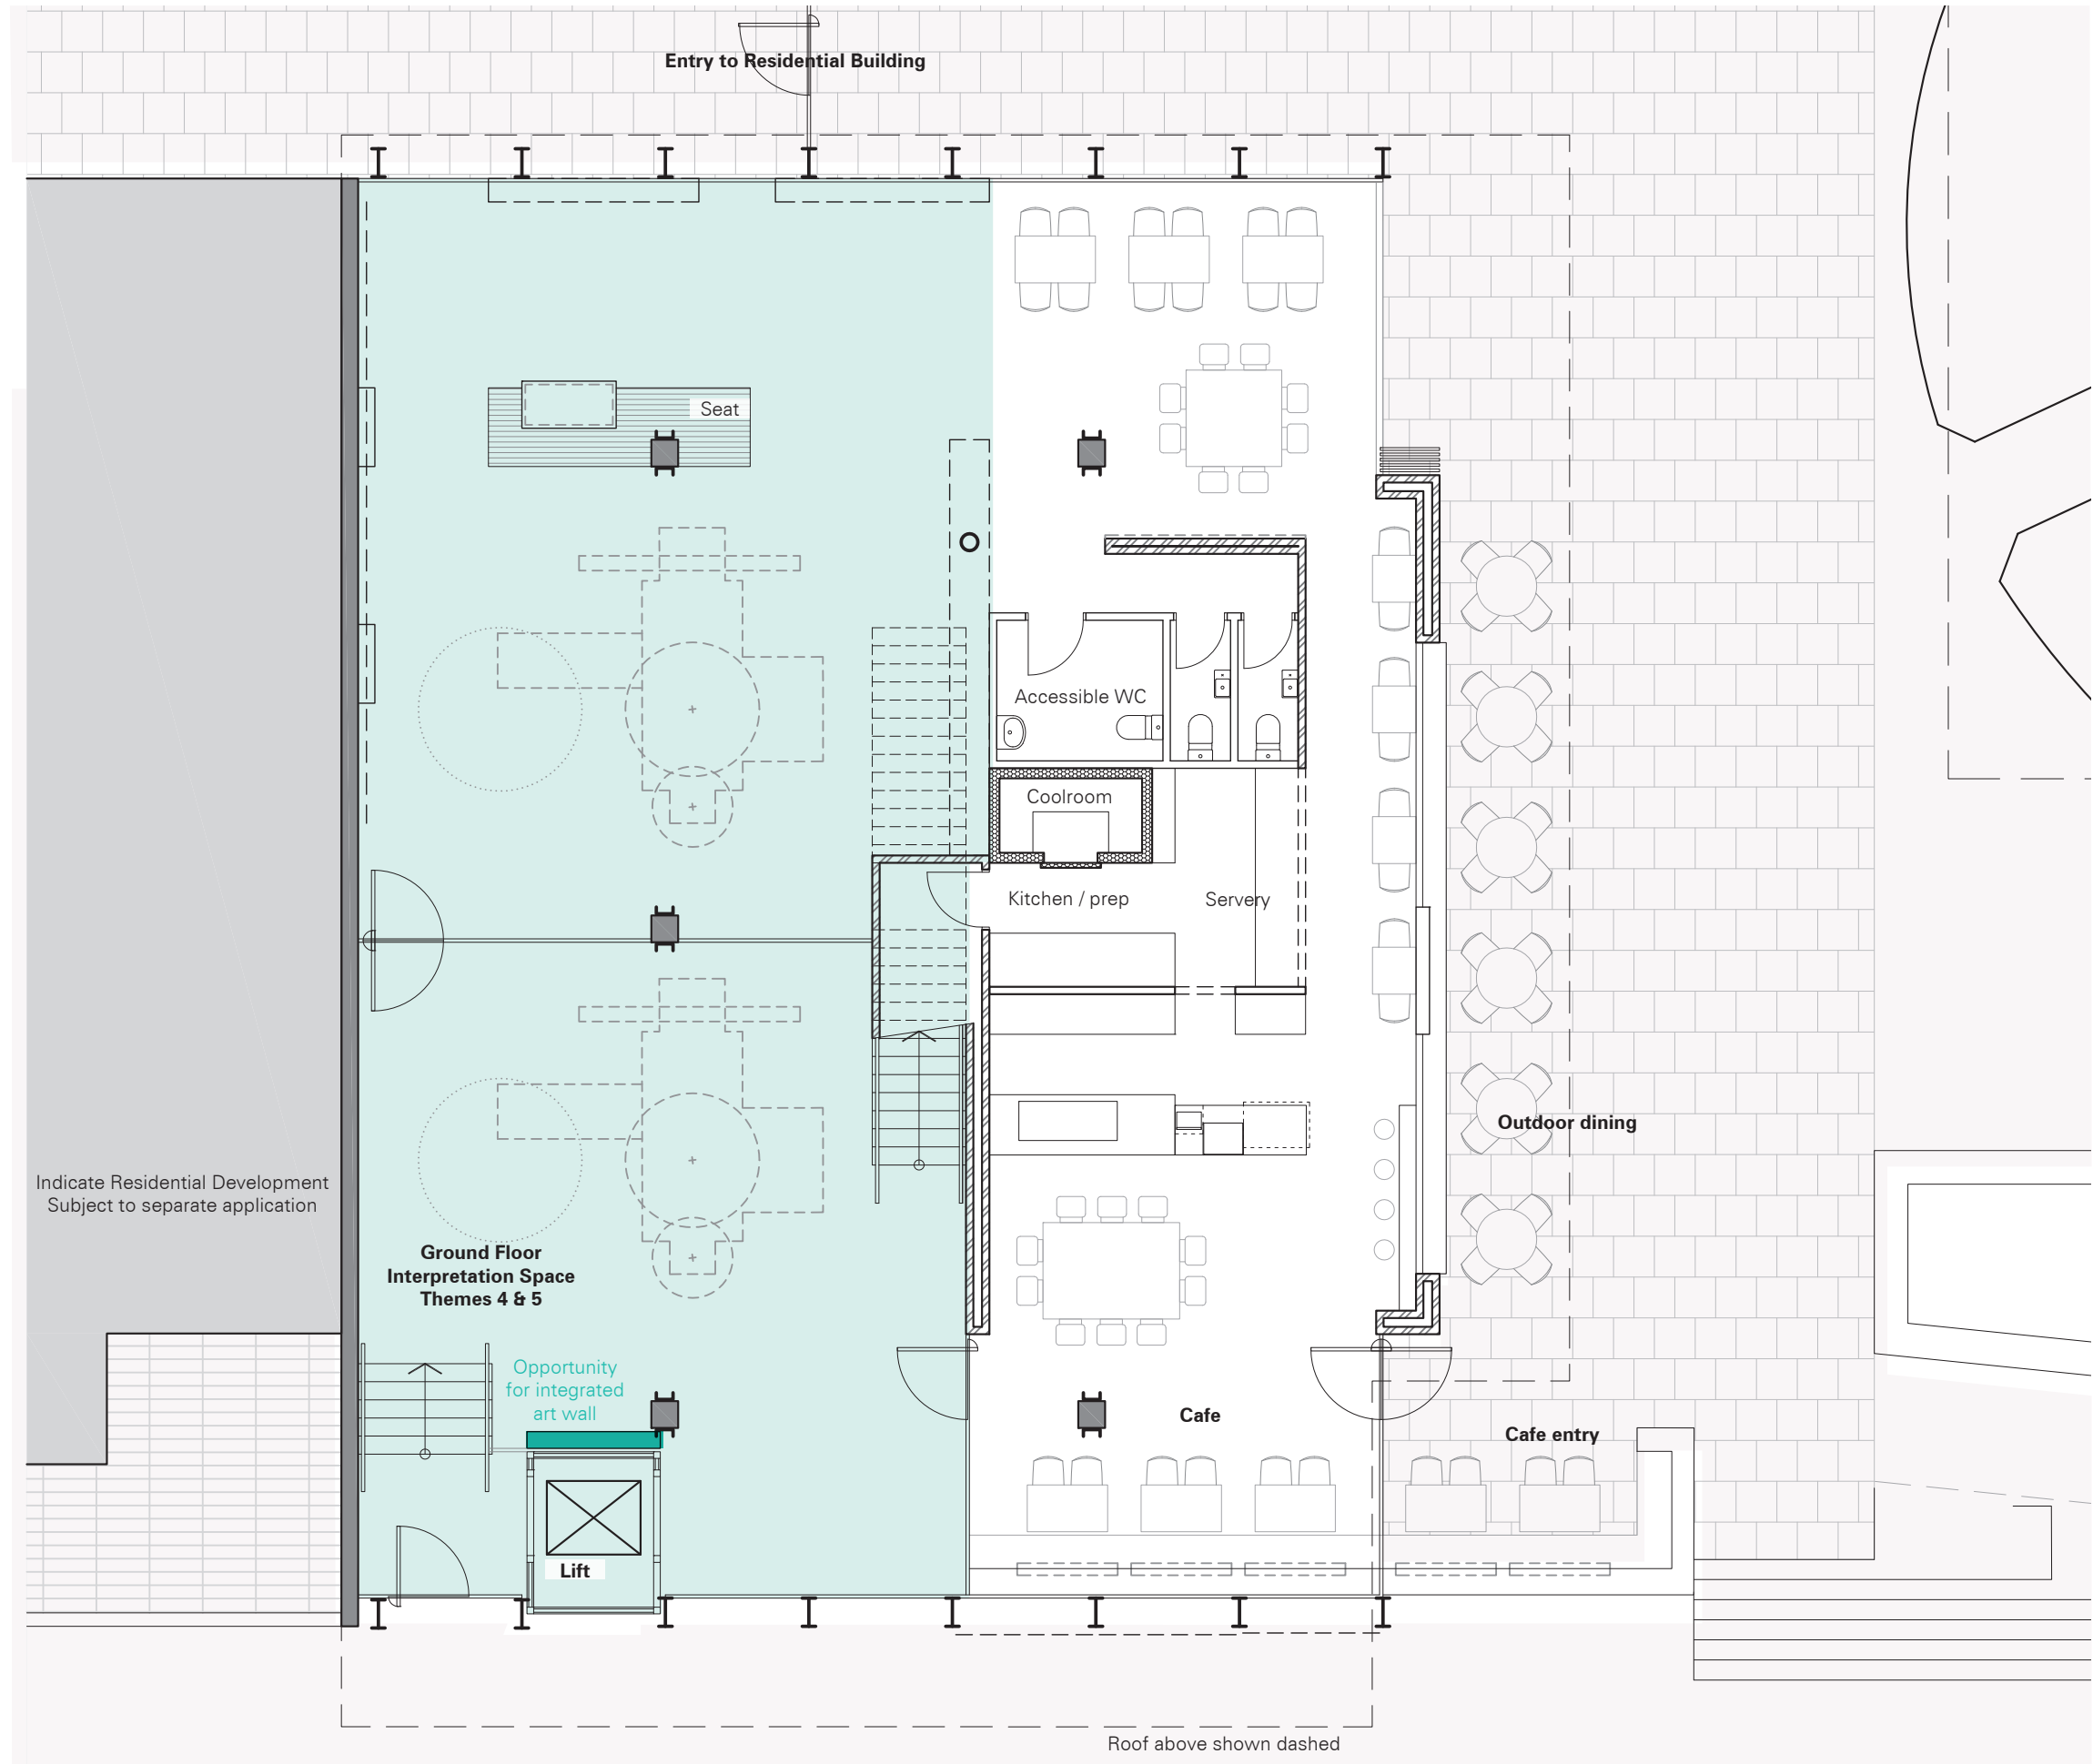 Entry to Residential Building
Seat
Accessible WC
Coolroom
Kitchen / prep
Servery
Outdoor dining
Indicate Residential Development
Subject to separate application
Ground Floor
Interpretation Space
Themes 4 & 5
Opportunity
for integrated
art wall
Cafe
Cafe entry
Lift
Roof above shown dashed